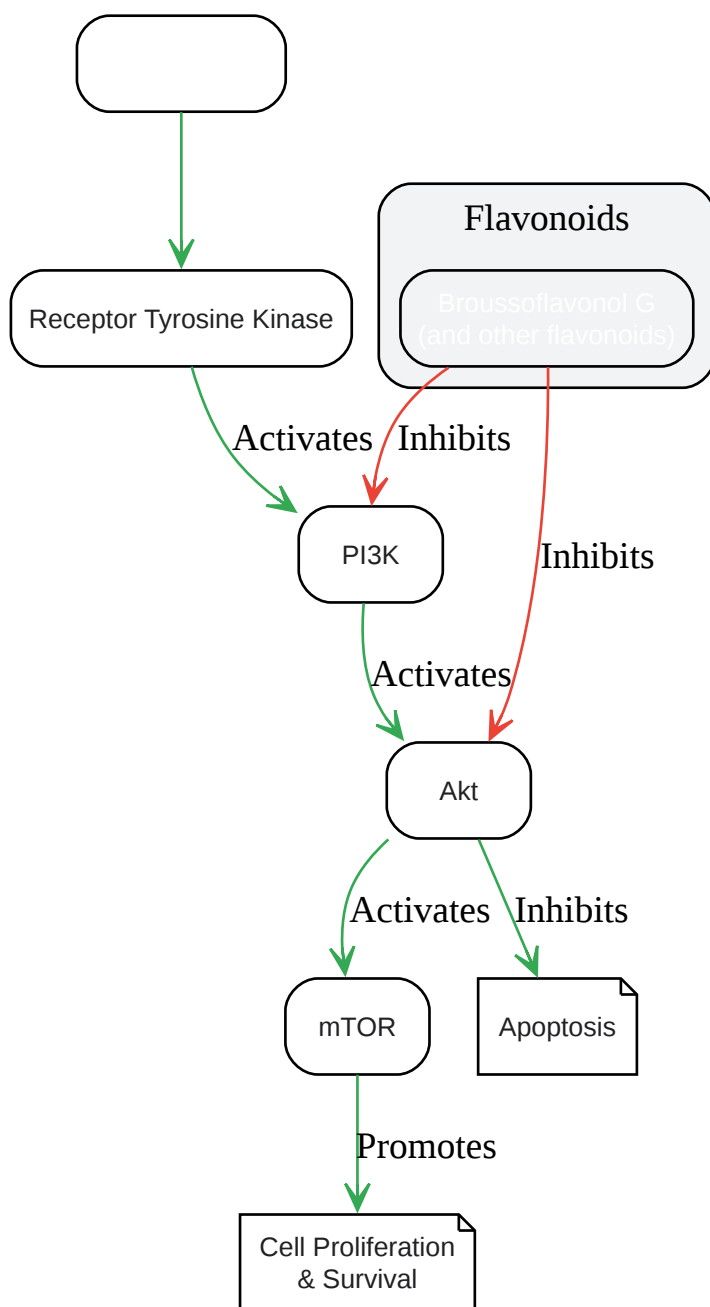 Flavonoids
Broussoflavonol G
(and other flavonoids)
Receptor Tyrosine Kinase
Activates
Inhibits
PI3K
Inhibits
Activates
Akt
Activates
Inhibits
mTOR
Apoptosis
Promotes
Cell Proliferation
& Survival